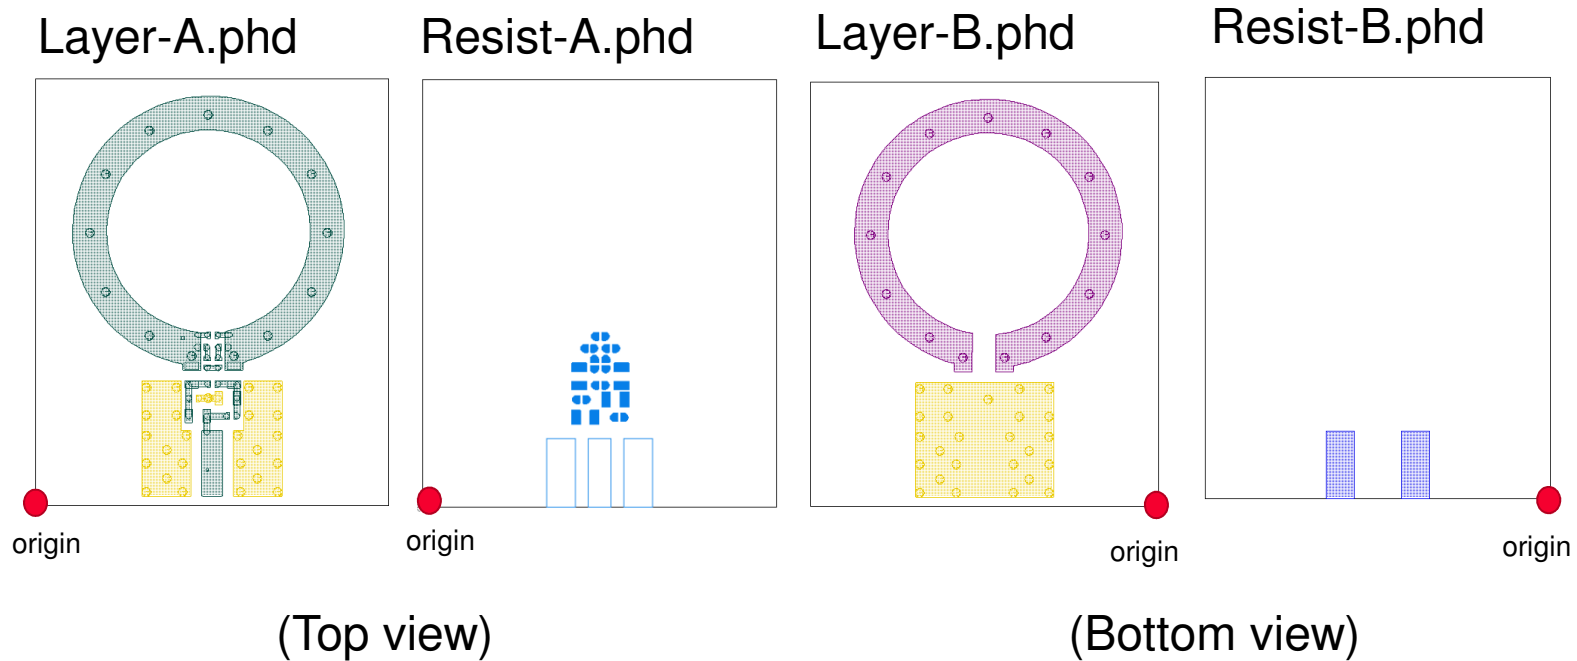 Layer-A.phd
Resist-A.phd
Layer-B.phd
Resist-B.phd
origin
origin
origin
origin
(Top view)
(Bottom view)